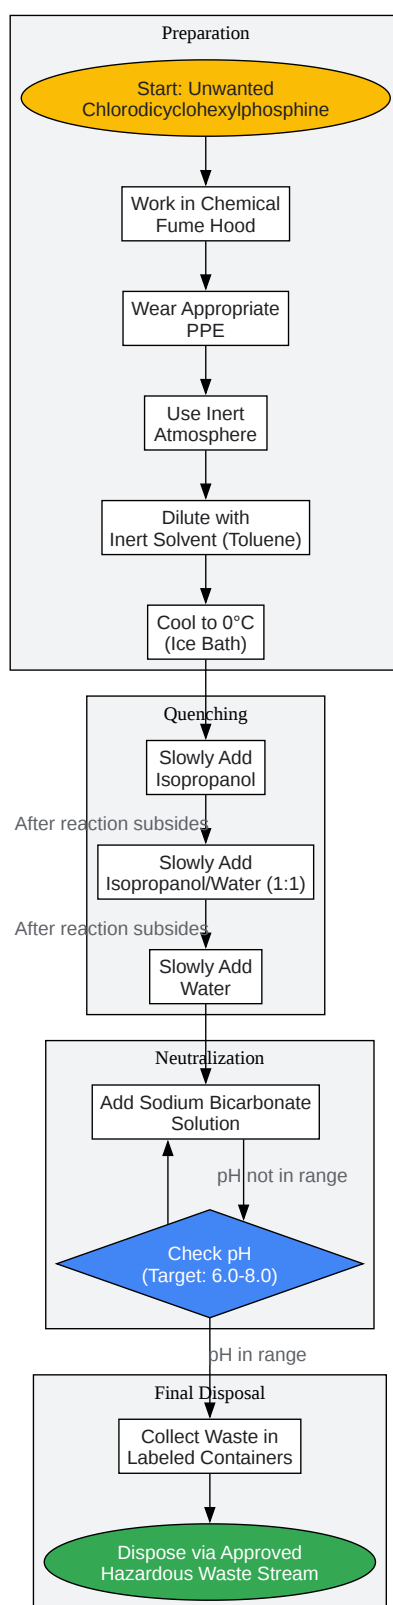 Preparation
Start: Unwanted
Chlorodicyclohexylphosphine
Work in Chemical
Fume Hood
Wear Appropriate
PPE
Use Inert
Atmosphere
Dilute with
Inert Solvent (Toluene)
Cool to 0°C
(Ice Bath)
Quenching
Slowly Add
Isopropanol
After reaction subsides
Slowly Add
Isopropanol/Water (1:1)
After reaction subsides
Slowly Add
Water
Neutralization
Add Sodium Bicarbonate
Solution
pH not in range
Check pH
(Target: 6.0-8.0)
pH in range
Final Disposal
Collect Waste in
Labeled Containers
Dispose via Approved
Hazardous Waste Stream